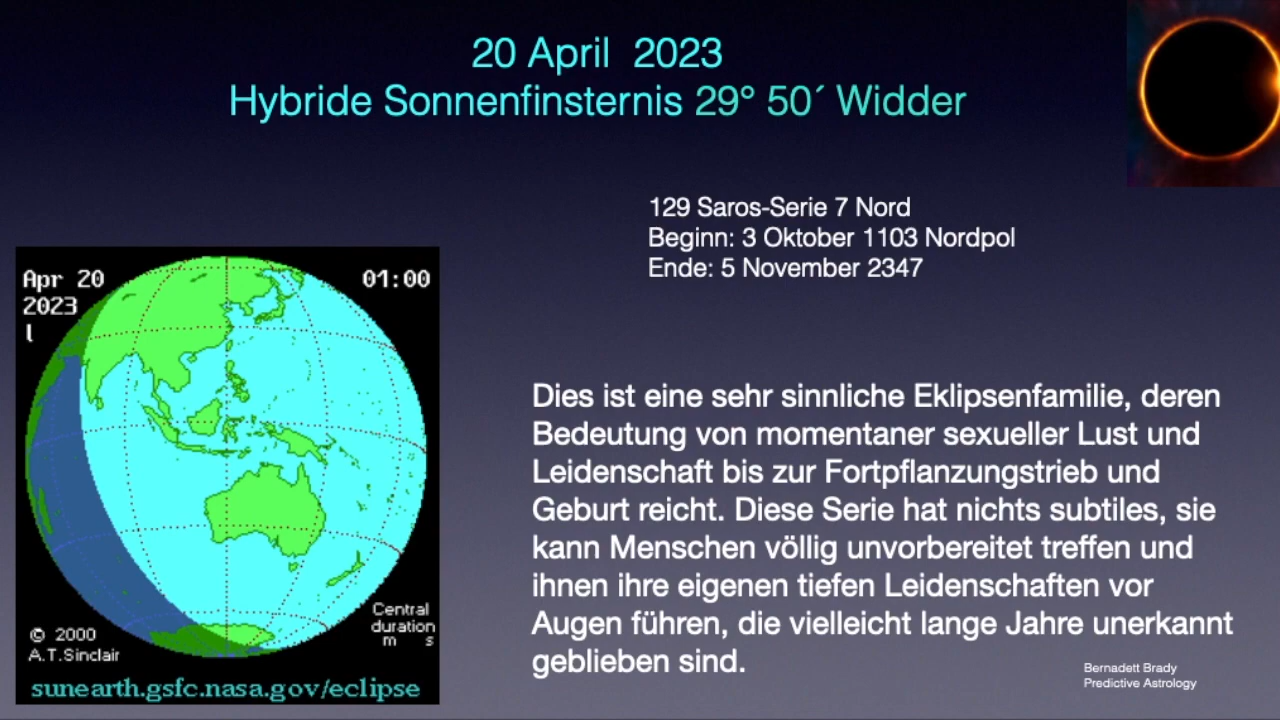 20 April 2023
Hybride Sonnenfinsternis 29° 50´ Widder
129 Saros-Serie 7 Nord
Beginn: 3 Oktober 1103 Nordpol
Ende: 5 November 2347
Apr 20 01:00
2023
l
Central
duration
m s
© 2000
A.T.Sinclair
sunearth.gsfc.nasa.gov/eclipse
Dies ist eine sehr sinnliche Eklipsenfamilie, deren
Bedeutung von momentaner sexueller Lust und
Leidenschaft bis zur Fortpflanzungstrieb und
Geburt reicht. Diese Serie hat nichts subtiles, sie
kann Menschen völlig unvorbereitet treffen und
ihnen ihre eigenen tiefen Leidenschaften vor
Augen führen, die vielleicht lange Jahre unerkannt
geblieben sind.
Bernadett Brady
Predictive Astrology